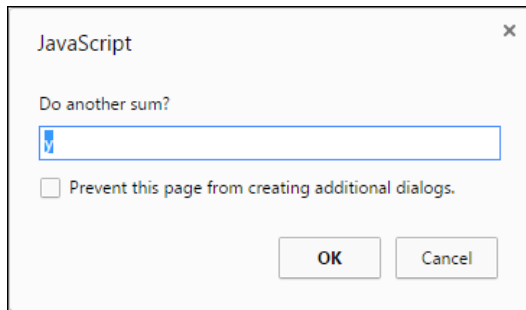 JavaScript
Do another sum?
y
Prevent this page from creating additional dialogs.
OK Cancel